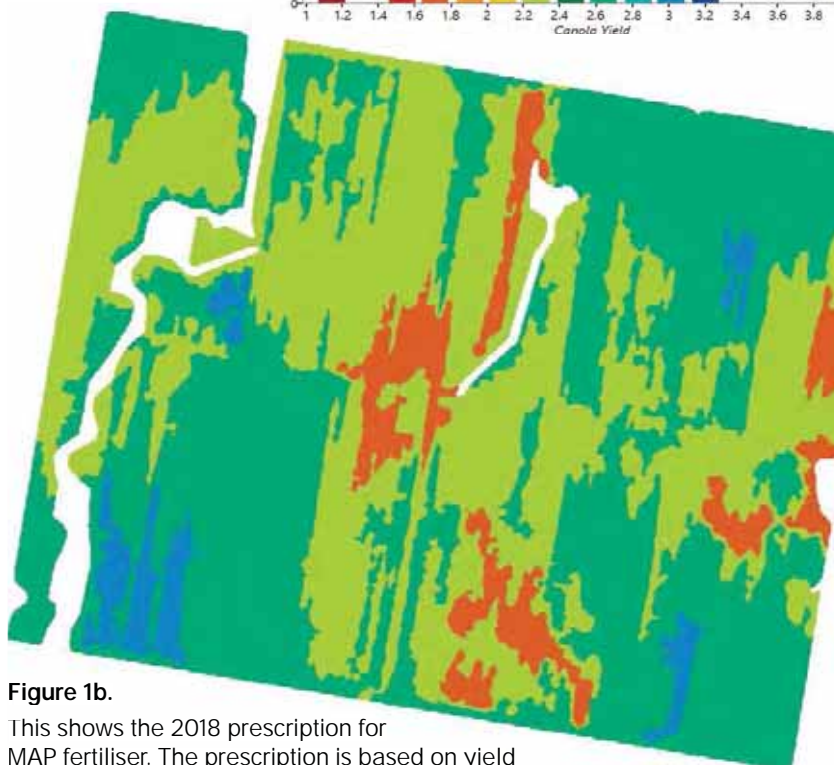 0
1 1.2 1.4 1.6 1.8 2 2.2 2.4 2.6 2.8 3 3.2 3.4 3.6 3.8
Canola Yield
Figure 1b.
This shows the 2018 prescription for
MAP fertiliser. The prescription is based on yield